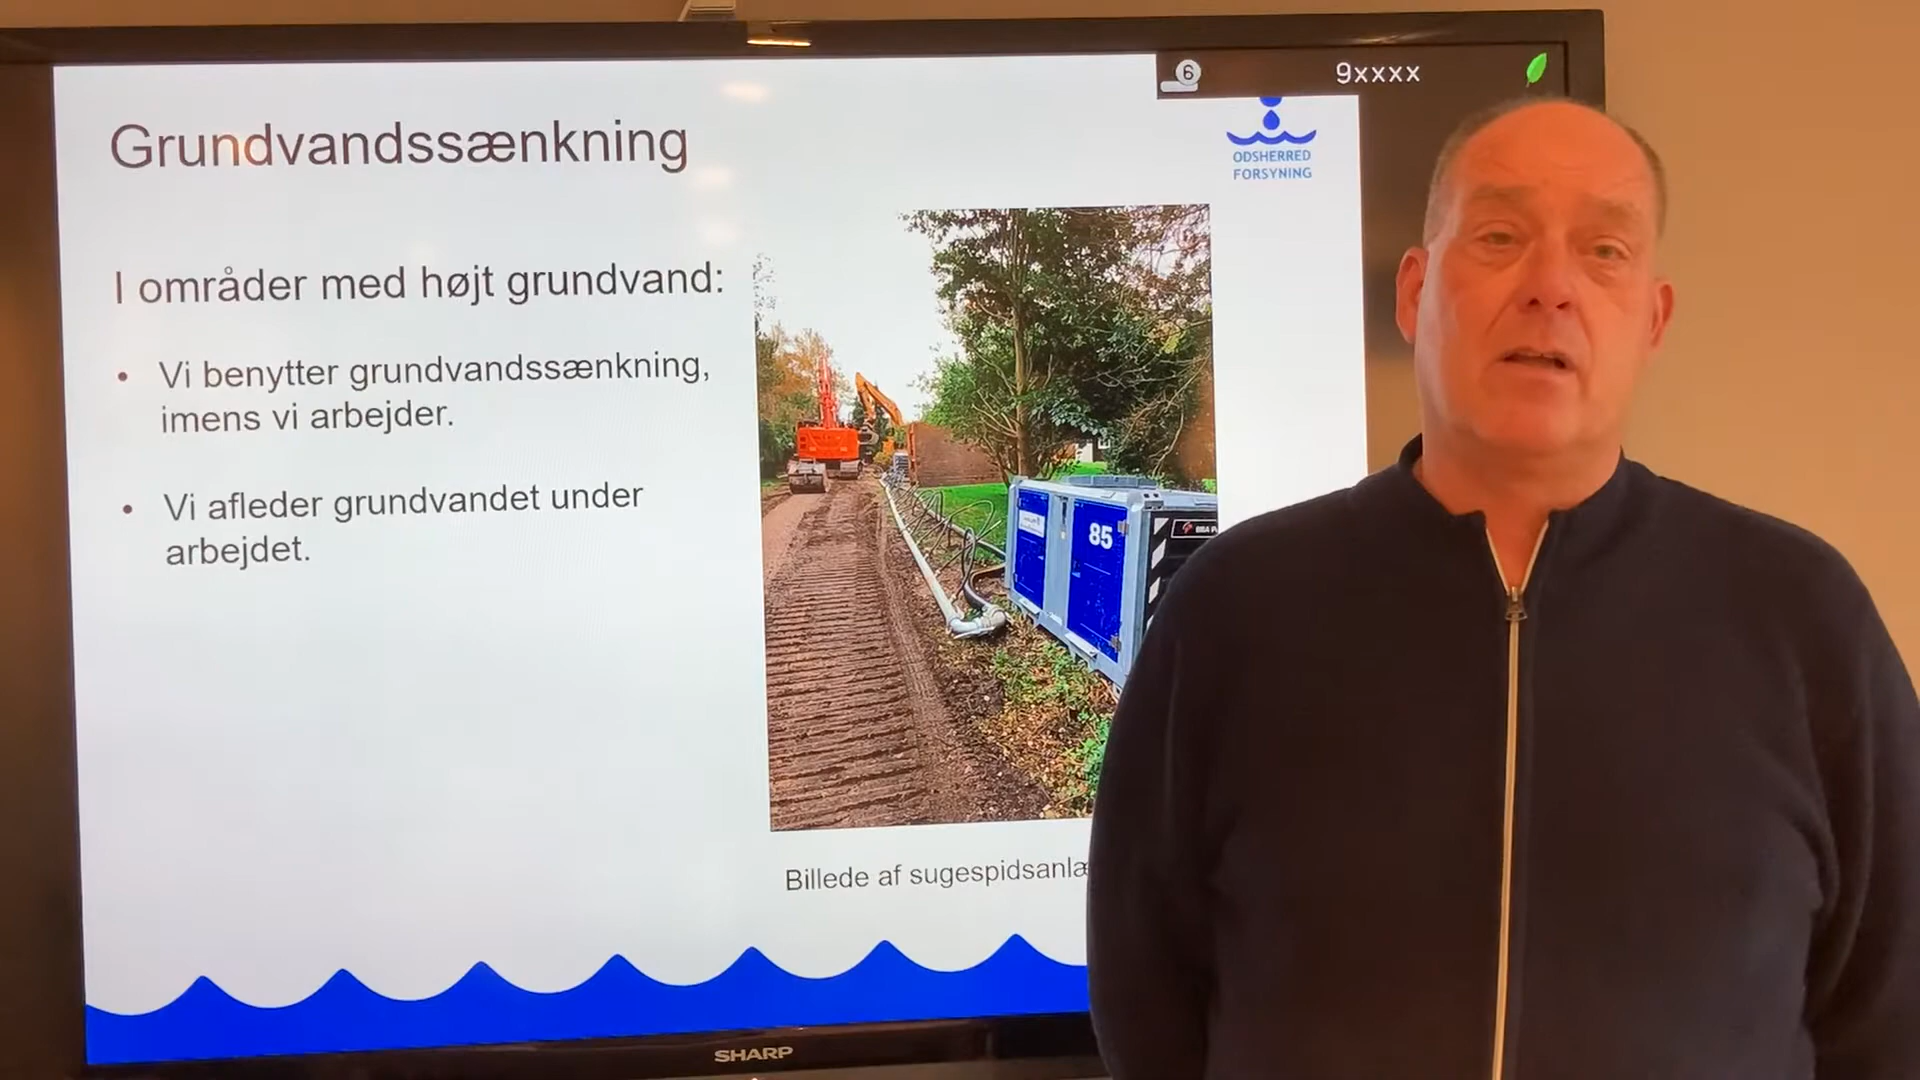 6
9xxxx
Grundvandssænkning
ODSHERRED
FORSYNING
I områder med højt grundvand:
• Vi benytter grundvandssænkning,
imens vi arbejder.
• Vi afleder grundvandet under
arbejdet.
85
BBA
Billede af sugespidsanlæ
SHARP